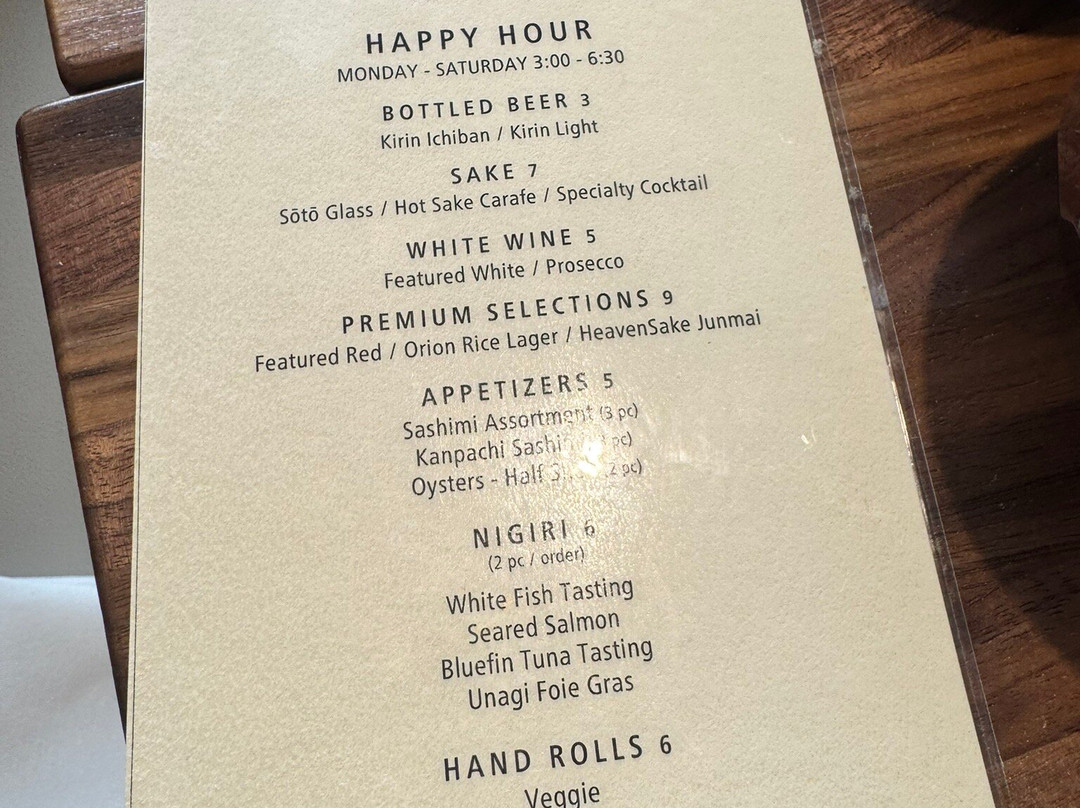 HAPPY HOUR
MONDAY - SATURDAY 3:00 - 6:30
BOTTLED BEER 3
Kirin Ichiban / Kirin Light
SAKE 7
Sōtō Glass / Hot Sake Carafe / Specialty Cocktail
WHITE WINE 5
Featured White / Prosecco
PREMIUM SELECTIONS 9
Featured Red / Orion Rice Lager / HeavenSake Junmai
APPETIZERS 5
Sashimi Assortment (3 pc)
Kanpachi pc)
Oysters - Half (2 pc)
NIGIRI 6
(2 pc / order)
White Fish Tasting
Seared Salmon
Bluefin Tuna Tasting
Unagi Foie Gras
HAND ROLLS 6
Veggie